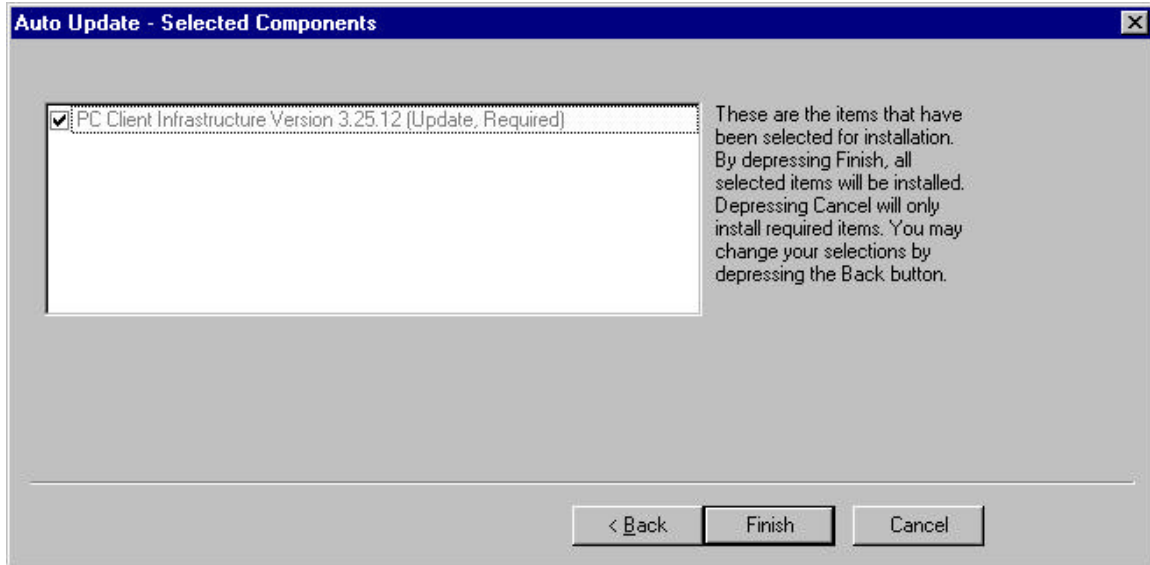 Auto Update - Selected Components
PC Client Infrastructure Version 3.25.12 (Update, Required)
These are the items that have
been selected for installation.
By depressing Finish, all
selected items will be installed.
Depressing Cancel will only
install required items. You may
change your selections by
depressing the Back button.
< Back
Finish
Cancel